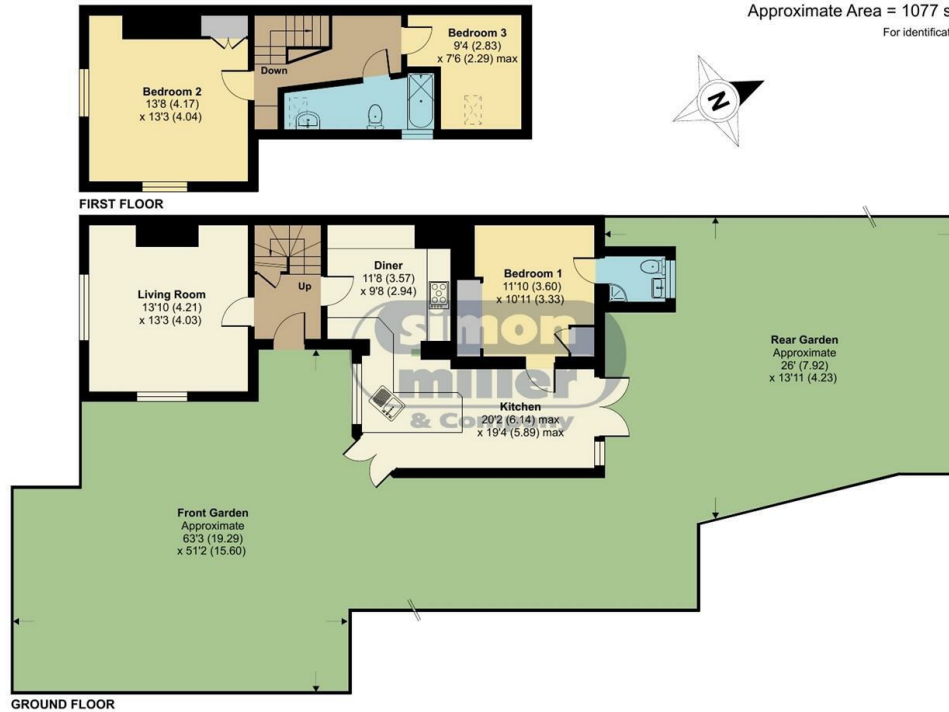 Approximate Area = 1077 s
For identificat
Bedroom 3
9'4 (2.83)
x 7'6 (2.29) max
Down
Bedroom 2
13'8 (4.17)
x 13'3 (4.04)
N
FIRST FLOOR
Living Room
13'10 (4.21)
x 13'3 (4.03)
Up
Diner
11'8 (3.57)
x 9'8 (2.94)
Bedroom 1
11'10 (3.60)
x 10'11 (3.33)
simon
miller
& Company
Kitchen
20'2 (6.14) max
x 19'4 (5.89) max
Rear Garden
Approximate
26' (7.92)
x 13'11 (4.23)
Front Garden
Approximate
63'3 (19.29)
x 51'2 (15.60)
GROUND FLOOR